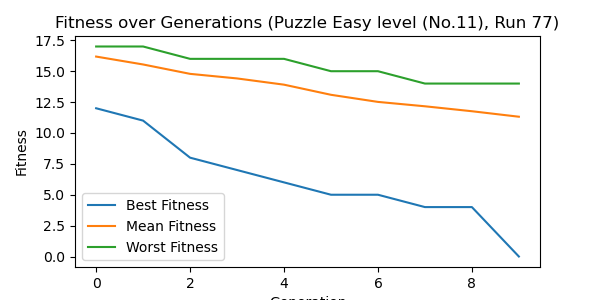 Fitness over Generations (Puzzle Easy level (No.11), Run 77)
17.5
15.0
12.5
10.0
7.5
5.0
2.5
0.0
Fitness
Best Fitness
Mean Fitness
Worst Fitness
0 2 4 6 8
Generation